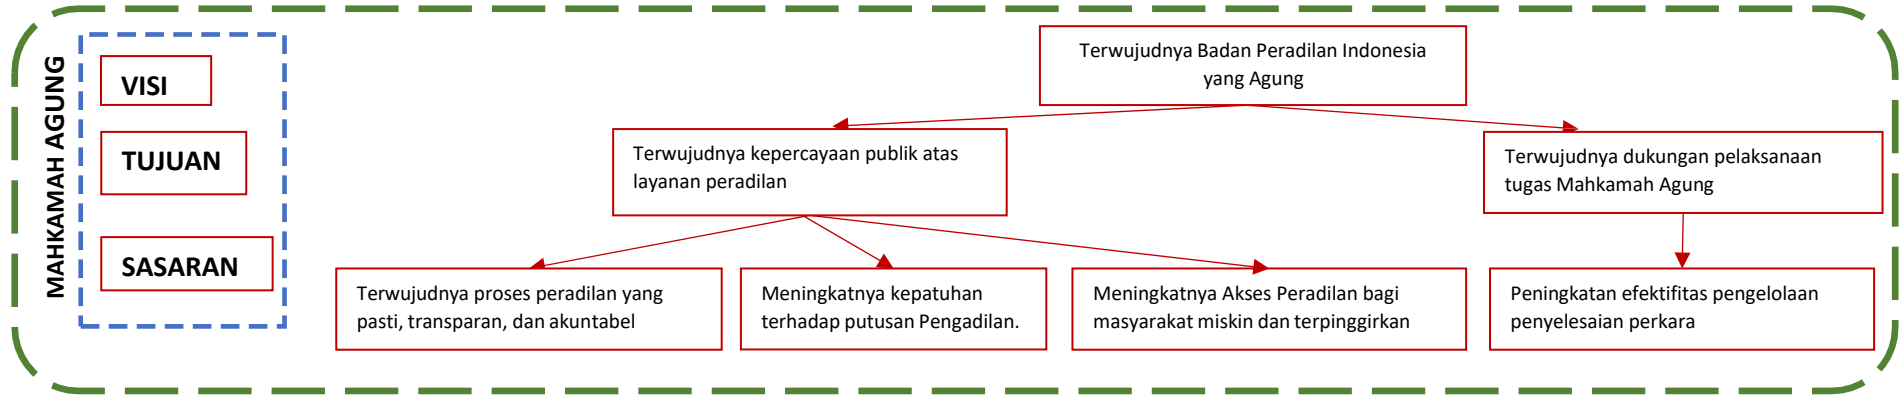 MAHKAMAH AGUNG
VISI
TUJUAN
SASARAN
Terwujudnya Badan Peradilan Indonesia
yang Agung
Terwujudnya kepercayaan publik atas
layanan peradilan
Terwujudnya dukungan pelaksanaan
tugas Mahkamah Agung
Terwujudnya proses peradilan yang
pasti, transparan, dan akuntabel
Meningkatnya kepatuhan
terhadap putusan Pengadilan.
Meningkatnya Akses Peradilan bagi
masyarakat miskin dan terpinggirkan
Peningkatan efektifitas pengelolaan
penyelesaian perkara